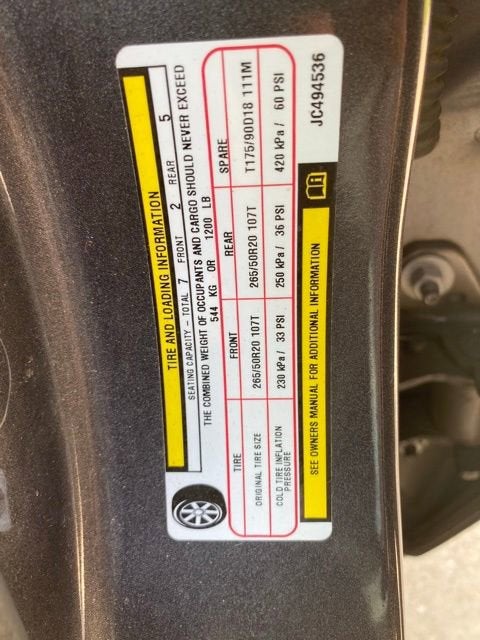 TIRE AND LOADING INFORMATION
SEATING CAPACITY – TOTAL 7 FRONT 2 REAR 5
THE COMBINED WEIGHT OF OCCUPANTS AND CARGO SHOULD NEVER EXCEED
544 KG OR 1200 LB
TIRE FRONT REAR SPARE
ORIGINAL TIRE SIZE 265/50R20 107T 265/50R20 107T T175/90D18 111M
COLD TIRE INFLATION PRESSURE 230 kPa / 33 PSI 250 kPa / 36 PSI 420 kPa / 60 PSI
SEE OWNERS MANUAL FOR ADDITIONAL INFORMATION
JC494536